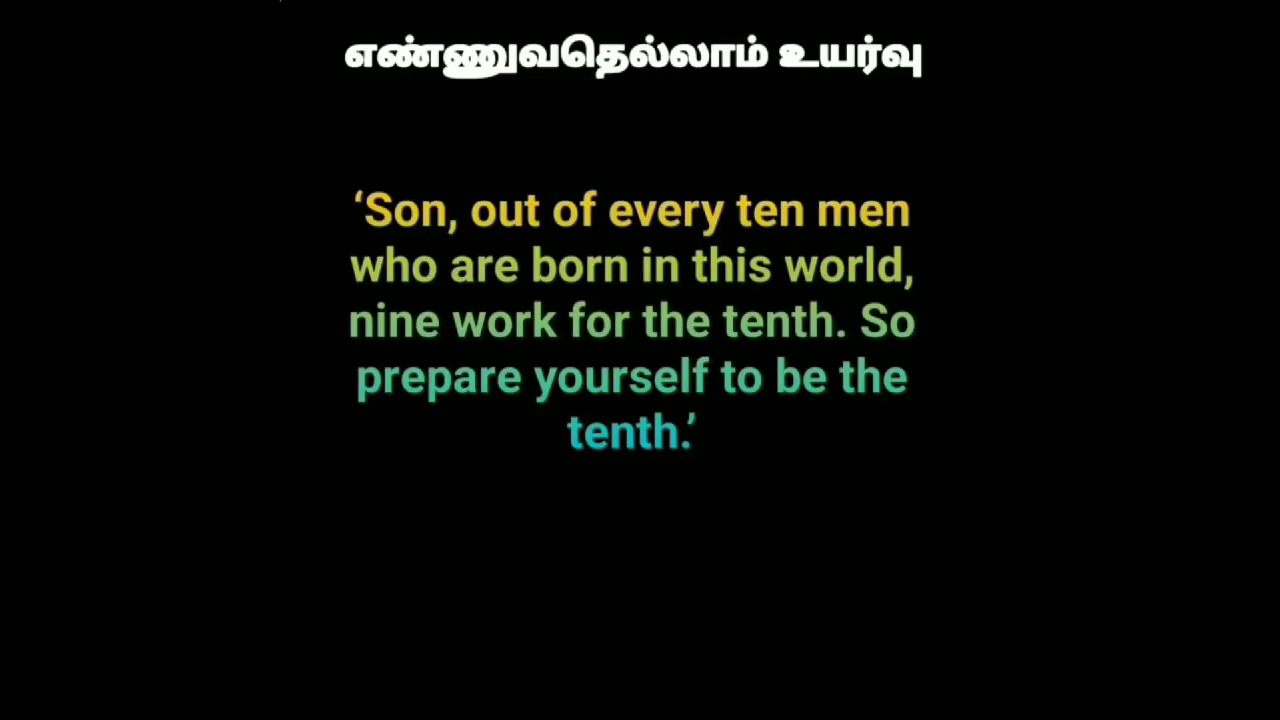 எண்ணுவதெல்லாம் உயர்வு
‘Son, out of every ten men
who are born in this world,
nine work for the tenth. So
prepare yourself to be the
tenth.’